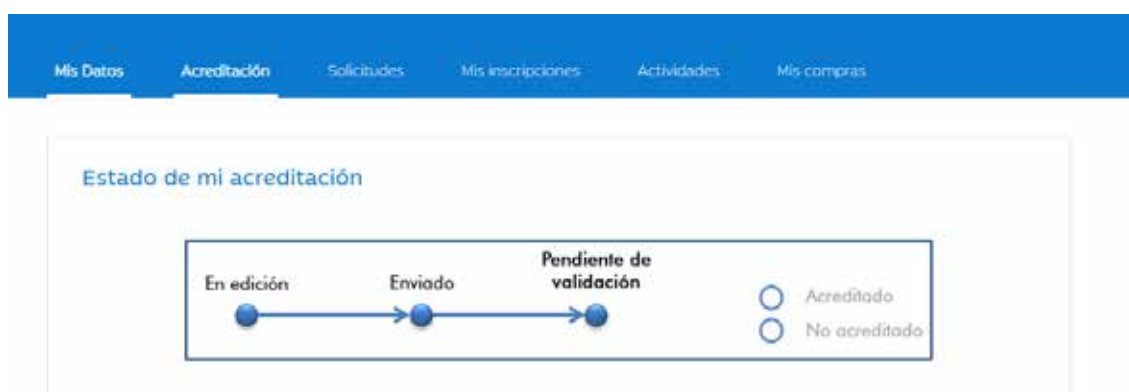 Mis Datos Acreditación Solicitudes Mis inscripciones Actividades Mis compras
Estado de mi acreditación
En edición Enviado Pendiente de
validación
Acreditado
No acreditado